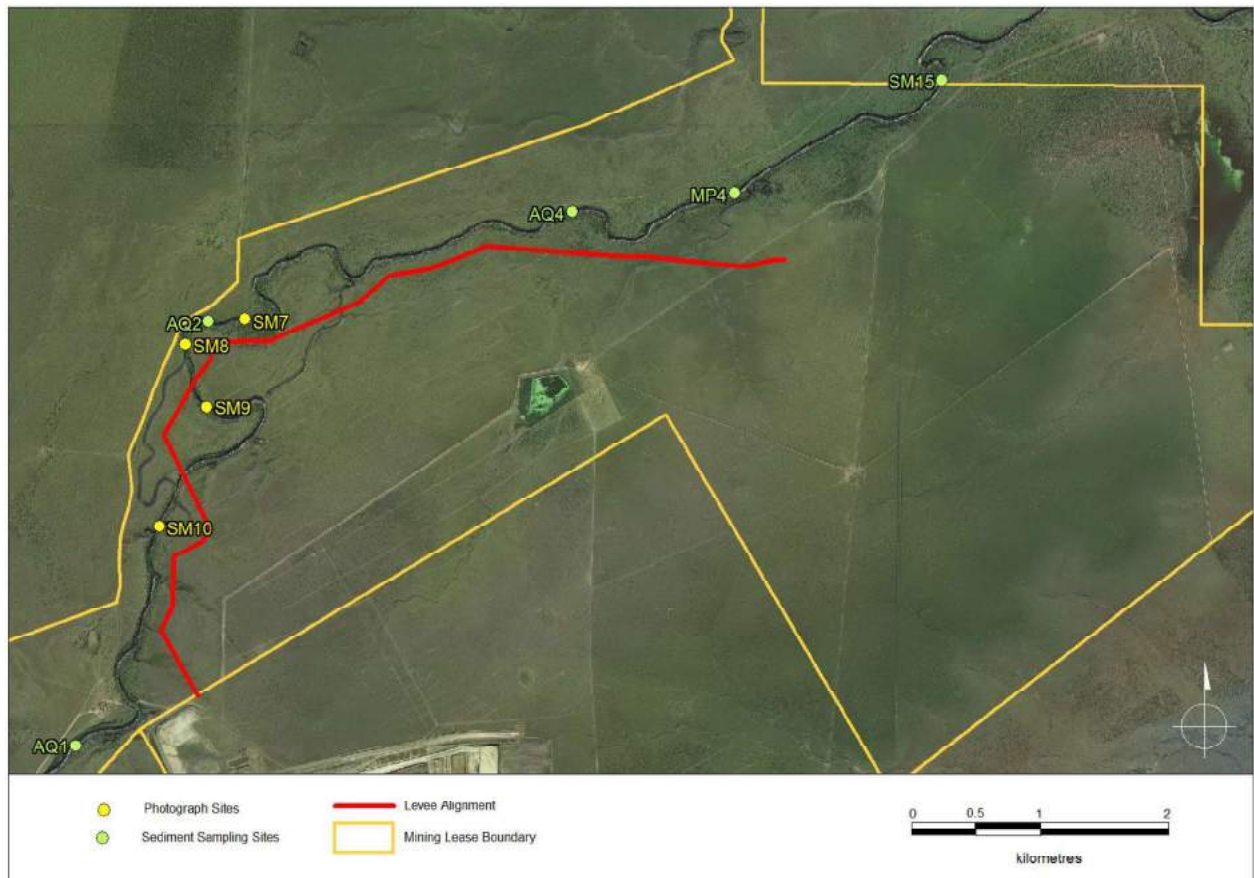 SM15
MP4
AQ4
AQ2
SM7
SM8
SM9
SM10
AQ1
Photograph Sites
Sediment Sampling Sites
Levee Alignment
Mining Lease Boundary
0 0.5 1 2
kilometres